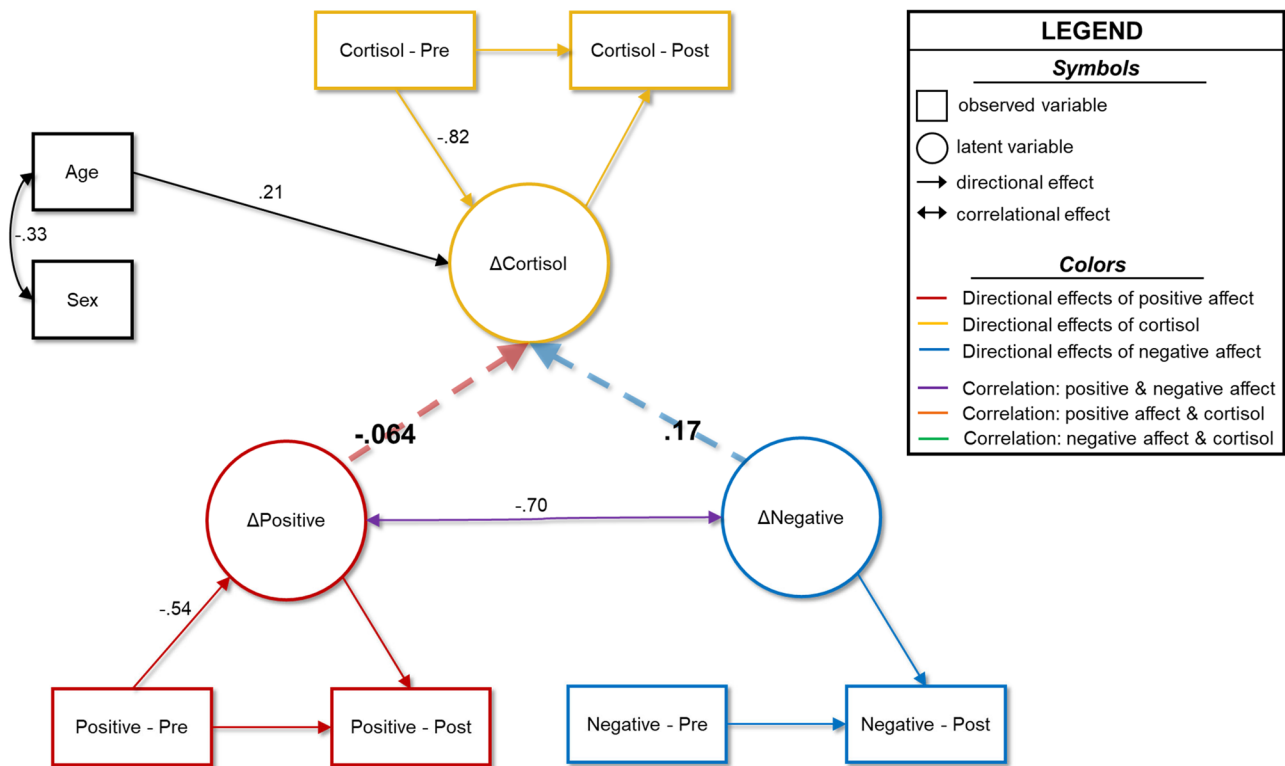 Cortisol - Pre
Cortisol - Post
-.82
Age
.21
-.33
Sex
ΔCortisol
-.064
.17
ΔPositive
-.70
ΔNegative
-.54
Positive - Pre
Positive - Post
Negative - Pre
Negative - Post
LEGEND
Symbols
observed variable
latent variable
directional effect
correlational effect
Colors
Directional effects of positive affect
Directional effects of cortisol
Directional effects of negative affect
Correlation: positive & negative affect
Correlation: positive affect & cortisol
Correlation: negative affect & cortisol